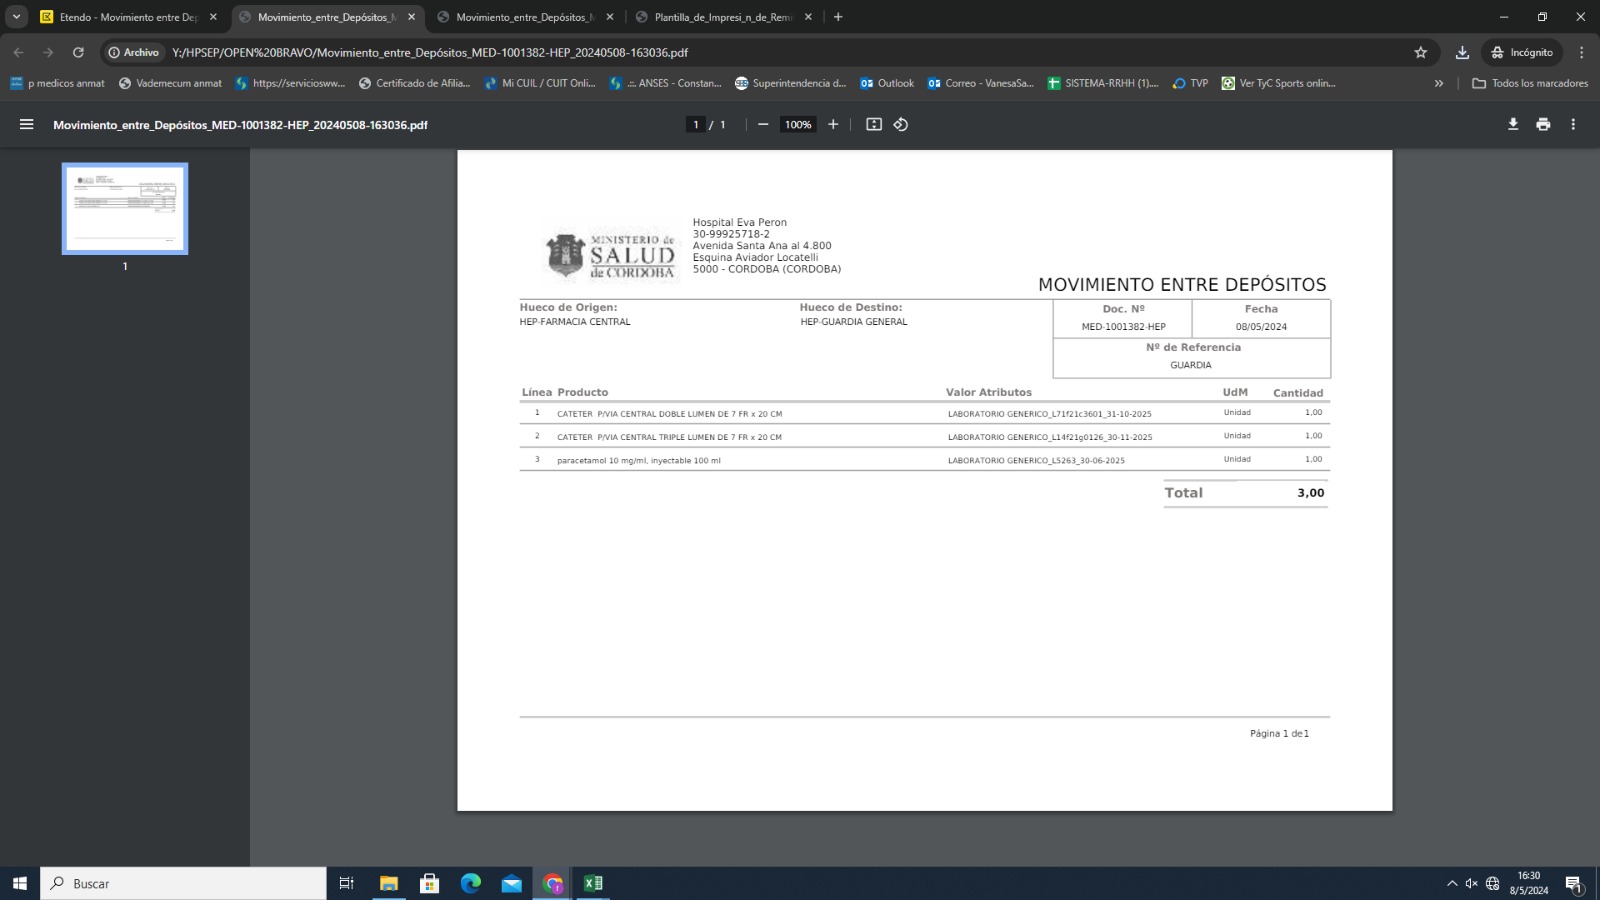 Etendo - Movimiento entre Dep
Movimiento_entre_Depósitos_M
Movimiento_entre_Depósitos_M
Plantilla_de_Impresi_n_de_Remi
Archivo
Y:/HPSEP/OPEN%20BRAVO/Movimiento_entre_Depósitos_MED-1001382-HEP_20240508-163036.pdf
Incógnito
p medicos anmat
Vademecum anmat
https://serviciosww...
Certificado de Afilia...
Mi CUIL / CUIT Onli...
.::. ANSES - Constan...
Superintendencia d...
Outlook
Correo - VanesaSa...
SISTEMA-RRHH (1)....
TVP
Ver TyC Sports onlin...
Todos los marcadores
Movimiento_entre_Depósitos_MED-1001382-HEP_20240508-163036.pdf
1 / 1
100%
1
MINISTERIO de
SALUD
de CORDOBA
Hospital Eva Peron
30-99925718-2
Avenida Santa Ana al 4.800
Esquina Aviador Locatelli
5000 - CORDOBA (CORDOBA)
MOVIMIENTO ENTRE DEPÓSITOS
Hueco de Origen:
HEP-FARMACIA CENTRAL
Hueco de Destino:
HEP-GUARDIA GENERAL
Doc. Nº
MED-1001382-HEP
Fecha
08/05/2024
Nº de Referencia
GUARDIA
Línea Producto Valor Atributos UdM Cantidad
1 CATETER P/VIA CENTRAL DOBLE LUMEN DE 7 FR x 20 CM LABORATORIO GENERICO_L71f21c3601_31-10-2025 Unidad 1,00
2 CATETER P/VIA CENTRAL TRIPLE LUMEN DE 7 FR x 20 CM LABORATORIO GENERICO_L14f21g0126_30-11-2025 Unidad 1,00
3 paracetamol 10 mg/ml, inyectable 100 ml LABORATORIO GENERICO_L5263_30-06-2025 Unidad 1,00
Total 3,00
Página 1 de1
Buscar
16:30
8/5/2024
1